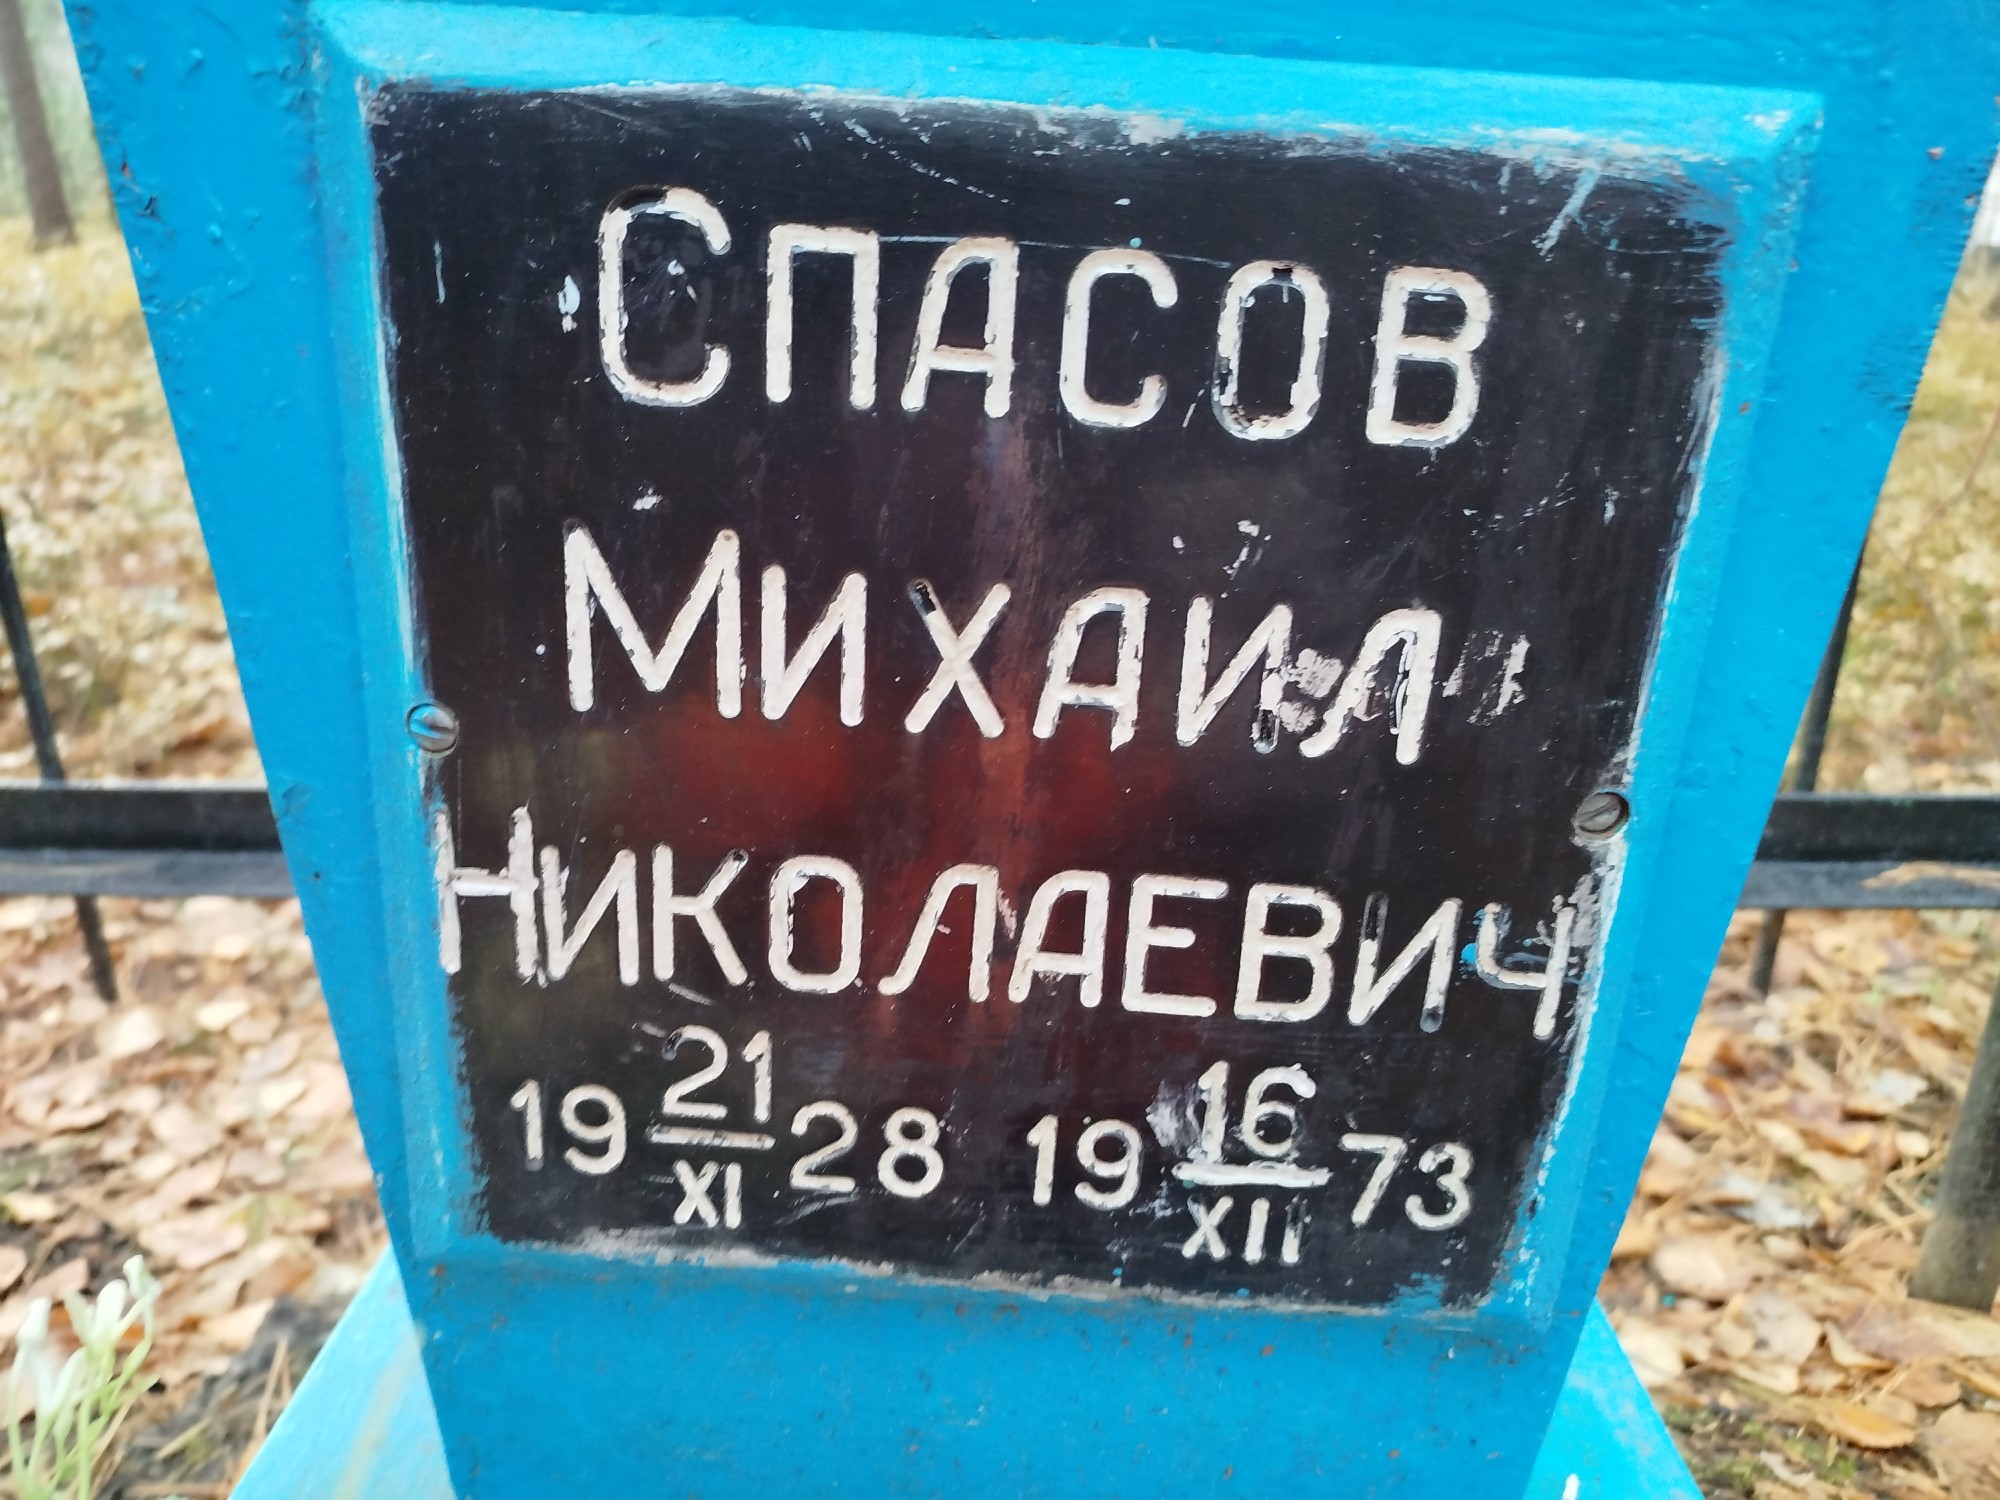 Спасов
Михаил
Николаевич
19 21/XI 28 19 16/XII 73